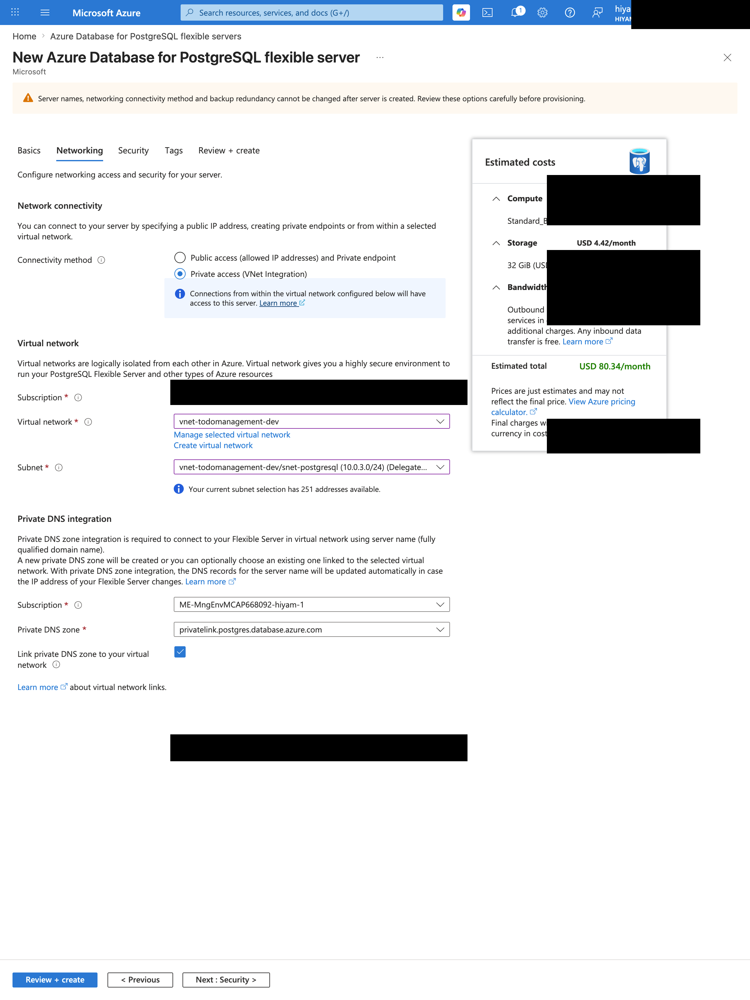 Microsoft Azure
Search resources, services, and docs (G+/)
1
hiya
Home > Azure Database for PostgreSQL flexible servers
New Azure Database for PostgreSQL flexible server ...
Microsoft
Server names, networking connectivity method and backup redundancy cannot be changed after server is created. Review these options carefully before provisioning.
Basics
Networking
Security
Tags
Review + create
Configure networking access and security for your server.
Network connectivity
You can connect to your server by specifying a public IP address, creating private endpoints or from within a selected
virtual network.
Connectivity method
Public access (allowed IP addresses) and Private endpoint
Private access (VNet Integration)
Connections from within the virtual network configured below will have
access to this server. Learn more
Virtual network
Virtual networks are logically isolated from each other in Azure. Virtual network gives you a highly secure environment to
run your PostgreSQL Flexible Server and other types of Azure resources
Subscription *
Virtual network *
vnet-todomanagement-dev
Manage selected virtual network
Create virtual network
Subnet *
vnet-todomanagement-dev/snet-postgresql (10.0.3.0/24) (Delegate...
Your current subnet selection has 251 addresses available.
Private DNS integration
Private DNS zone integration is required to connect to your Flexible Server in virtual network using server name (fully
qualified domain name).
A new private DNS zone will be created or you can optionally choose an existing one linked to the selected virtual
network. With private DNS zone integration, the DNS records for the server name will be updated automatically in case
the IP address of your Flexible Server changes. Learn more
Subscription *
ME-MngEnvMCAP668092-hiyam-1
Private DNS zone *
privatelink.postgres.database.azure.com
Link private DNS zone to your virtual
network
Learn more about virtual network links.
Estimated costs
Compute
Standard_B
Storage
USD 4.42/month
32 GiB (USD
Bandwidth
Outbound
services in
additional charges. Any inbound data
transfer is free. Learn more
Estimated total
USD 80.34/month
Prices are just estimates and may not
reflect the final price. View Azure pricing
calculator.
Final charges
currency in cost
Review + create
< Previous
Next : Security >